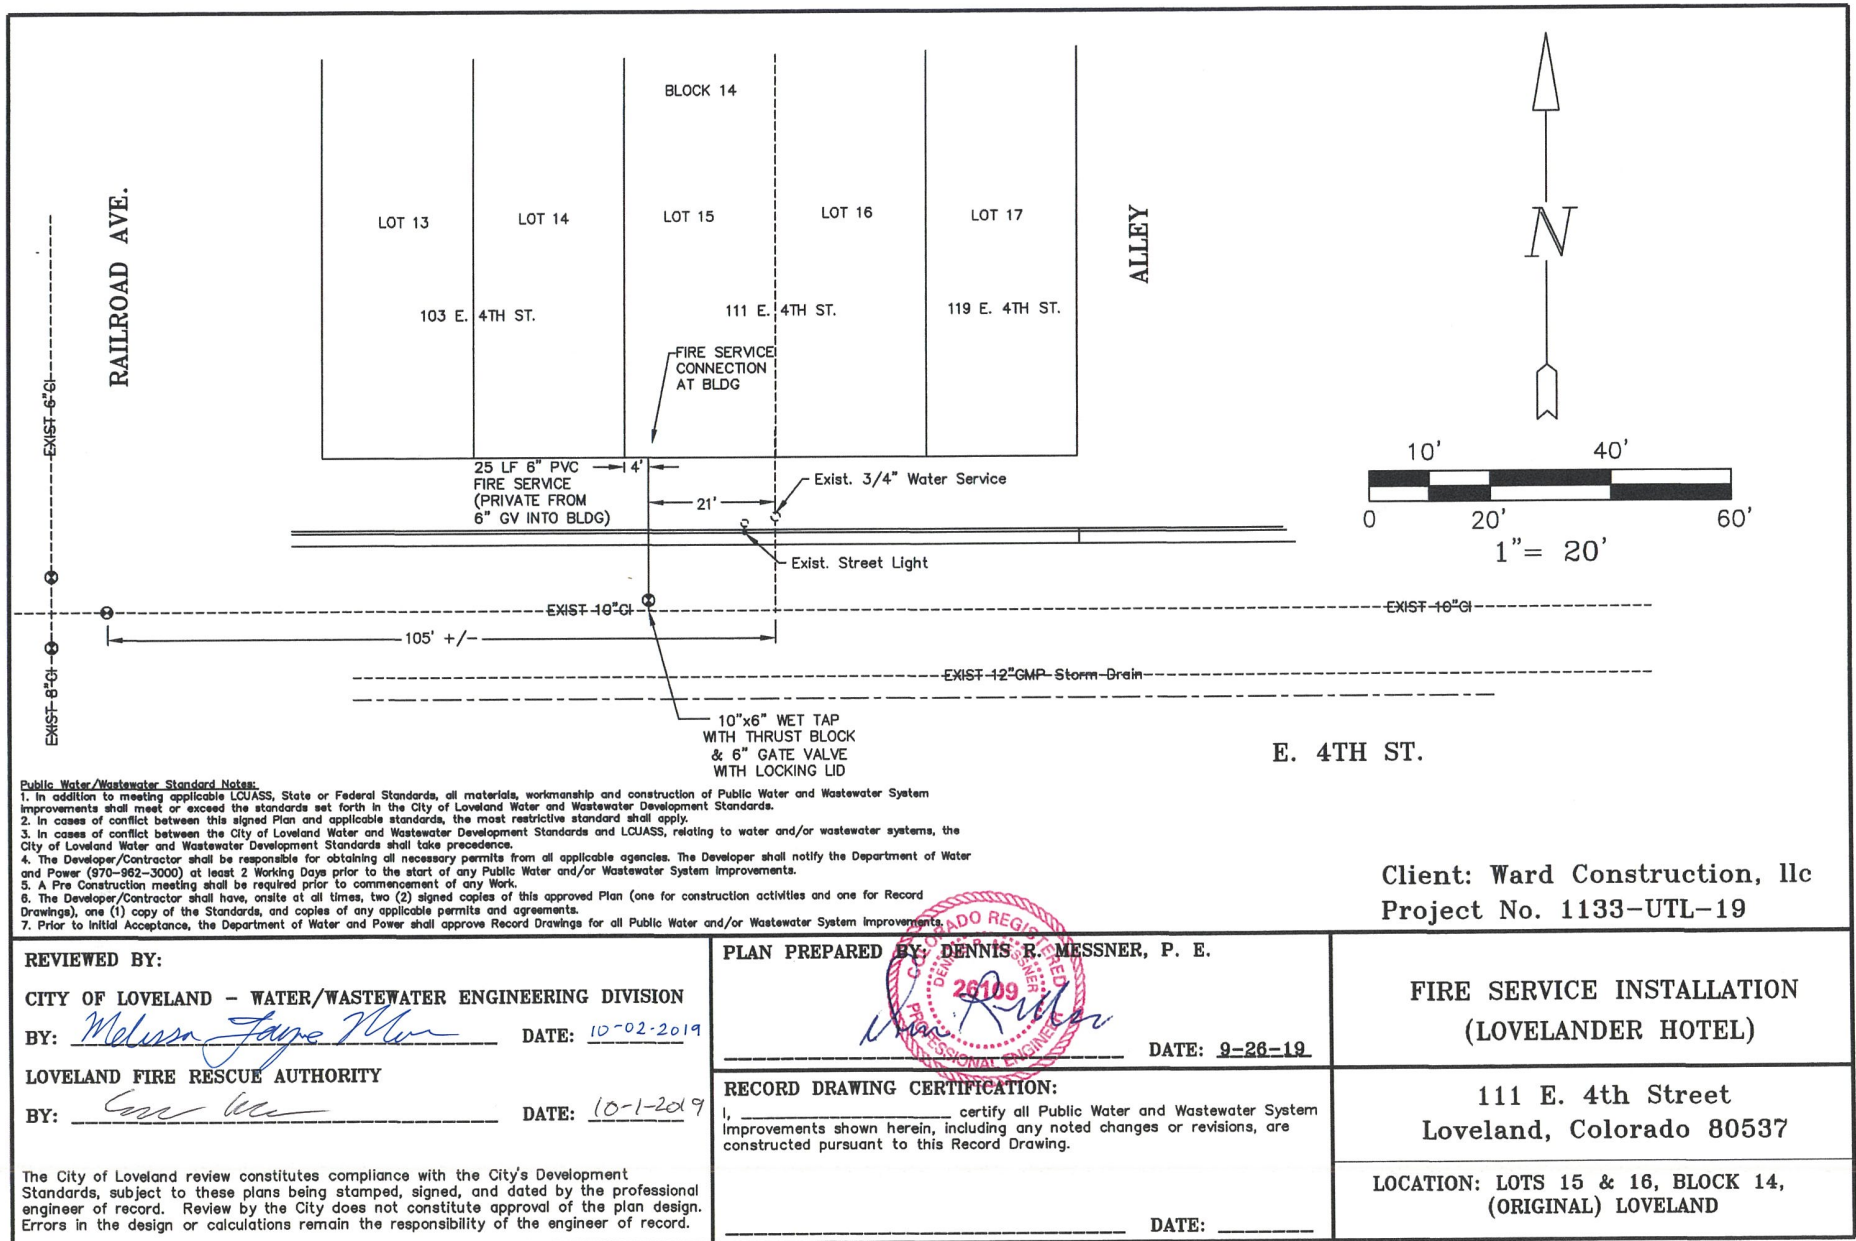 BLOCK 14
RAILROAD AVE.
LOT 13
LOT 14
LOT 15
LOT 16
LOT 17
ALLEY
N
103 E. 4TH ST.
111 E. 4TH ST.
119 E. 4TH ST.
FIRE SERVICE
CONNECTION
AT BLDG
EXIST 6"CI
25 LF 6" PVC
FIRE SERVICE
(PRIVATE FROM
6" GV INTO BLDG)
4'
21'
Exist. 3/4" Water Service
Exist. Street Light
10' 40'
0 20' 60'
1"= 20'
EXIST 10"CI
EXIST 10"CI
105' +/-
EXIST 8"CI
EXIST 12"CMP Storm Drain
10"x6" WET TAP
WITH THRUST BLOCK
& 6" GATE VALVE
WITH LOCKING LID
E. 4TH ST.
Public Water/Wastewater Standard Notes:
1. In addition to meeting applicable LCUASS, State or Federal Standards, all materials, workmanship and construction of Public Water and Wastewater System
improvements shall meet or exceed the standards set forth in the City of Loveland Water and Wastewater Development Standards.
2. In cases of conflict between this signed Plan and applicable standards, the most restrictive standard shall apply.
3. In cases of conflict between the City of Loveland Water and Wastewater Development Standards and LCUASS, relating to water and/or wastewater systems, the
City of Loveland Water and Wastewater Development Standards shall take precedence.
4. The Developer/Contractor shall be responsible for obtaining all necessary permits from all applicable agencies. The Developer shall notify the Department of Water
and Power (970-962-3000) at least 2 Working Days prior to the start of any Public Water and/or Wastewater System Improvements.
5. A Pre Construction meeting shall be required prior to commencement of any Work.
6. The Developer/Contractor shall have, onsite at all times, two (2) signed copies of this approved Plan (one for construction activities and one for Record
Drawings), one (1) copy of the Standards, and copies of any applicable permits and agreements.
7. Prior to Initial Acceptance, the Department of Water and Power shall approve Record Drawings for all Public Water and/or Wastewater System Improvements.
Client: Ward Construction, llc
Project No. 1133-UTL-19
REVIEWED BY:
CITY OF LOVELAND - WATER/WASTEWATER ENGINEERING DIVISION
BY: Melissa Jayne DATE: 10-02-2019
LOVELAND FIRE RESCUE AUTHORITY
BY: DATE: 10-1-2019
The City of Loveland review constitutes compliance with the City's Development
Standards, subject to these plans being stamped, signed, and dated by the professional
engineer of record. Review by the City does not constitute approval of the plan design.
Errors in the design or calculations remain the responsibility of the engineer of record.
PLAN PREPARED BY: DENNIS R. MESSNER, P. E.
COLORADO REGISTERED
DENNIS R. MESSNER
26109
PROFESSIONAL ENGINEER
DATE: 9-26-19
RECORD DRAWING CERTIFICATION:
I, certify all Public Water and Wastewater System
Improvements shown herein, including any noted changes or revisions, are
constructed pursuant to this Record Drawing.
DATE:
FIRE SERVICE INSTALLATION
(LOVELANDER HOTEL)
111 E. 4th Street
Loveland, Colorado 80537
LOCATION: LOTS 15 & 16, BLOCK 14,
(ORIGINAL) LOVELAND